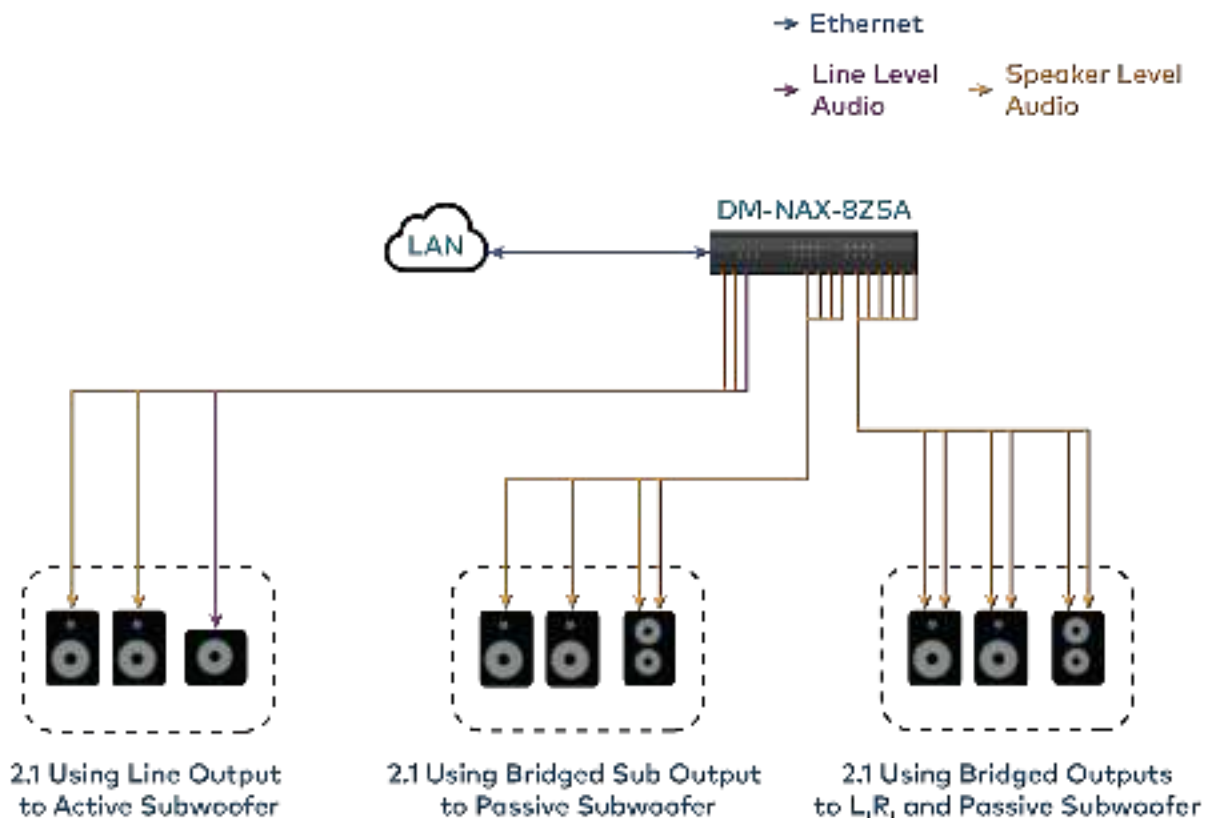 Ethernet
Line Level
Audio
Speaker Level
Audio
DM-NAX-8ZSA
LAN
2.1 Using Line Output
to Active Subwoofer
2.1 Using Bridged Sub Output
to Passive Subwoofer
2.1 Using Bridged Outputs
to L,R, and Passive Subwoofer